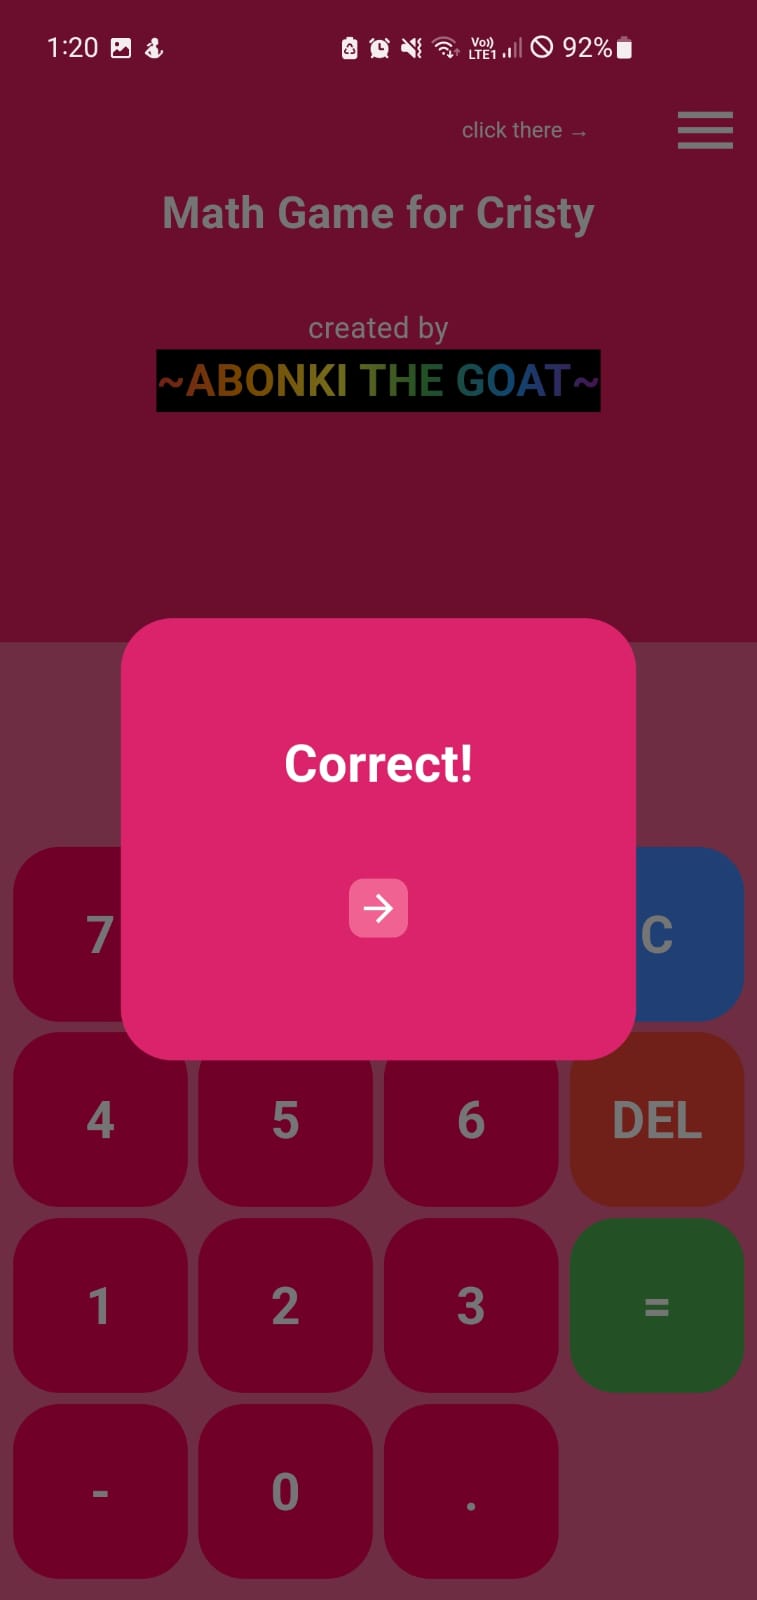 1:20 Vo)) LTE1 92%
click there →
Math Game for Cristy
created by
~ABONKI THE GOAT~
Correct!
7 C
4 5 6 DEL
1 2 3 =
- 0 .